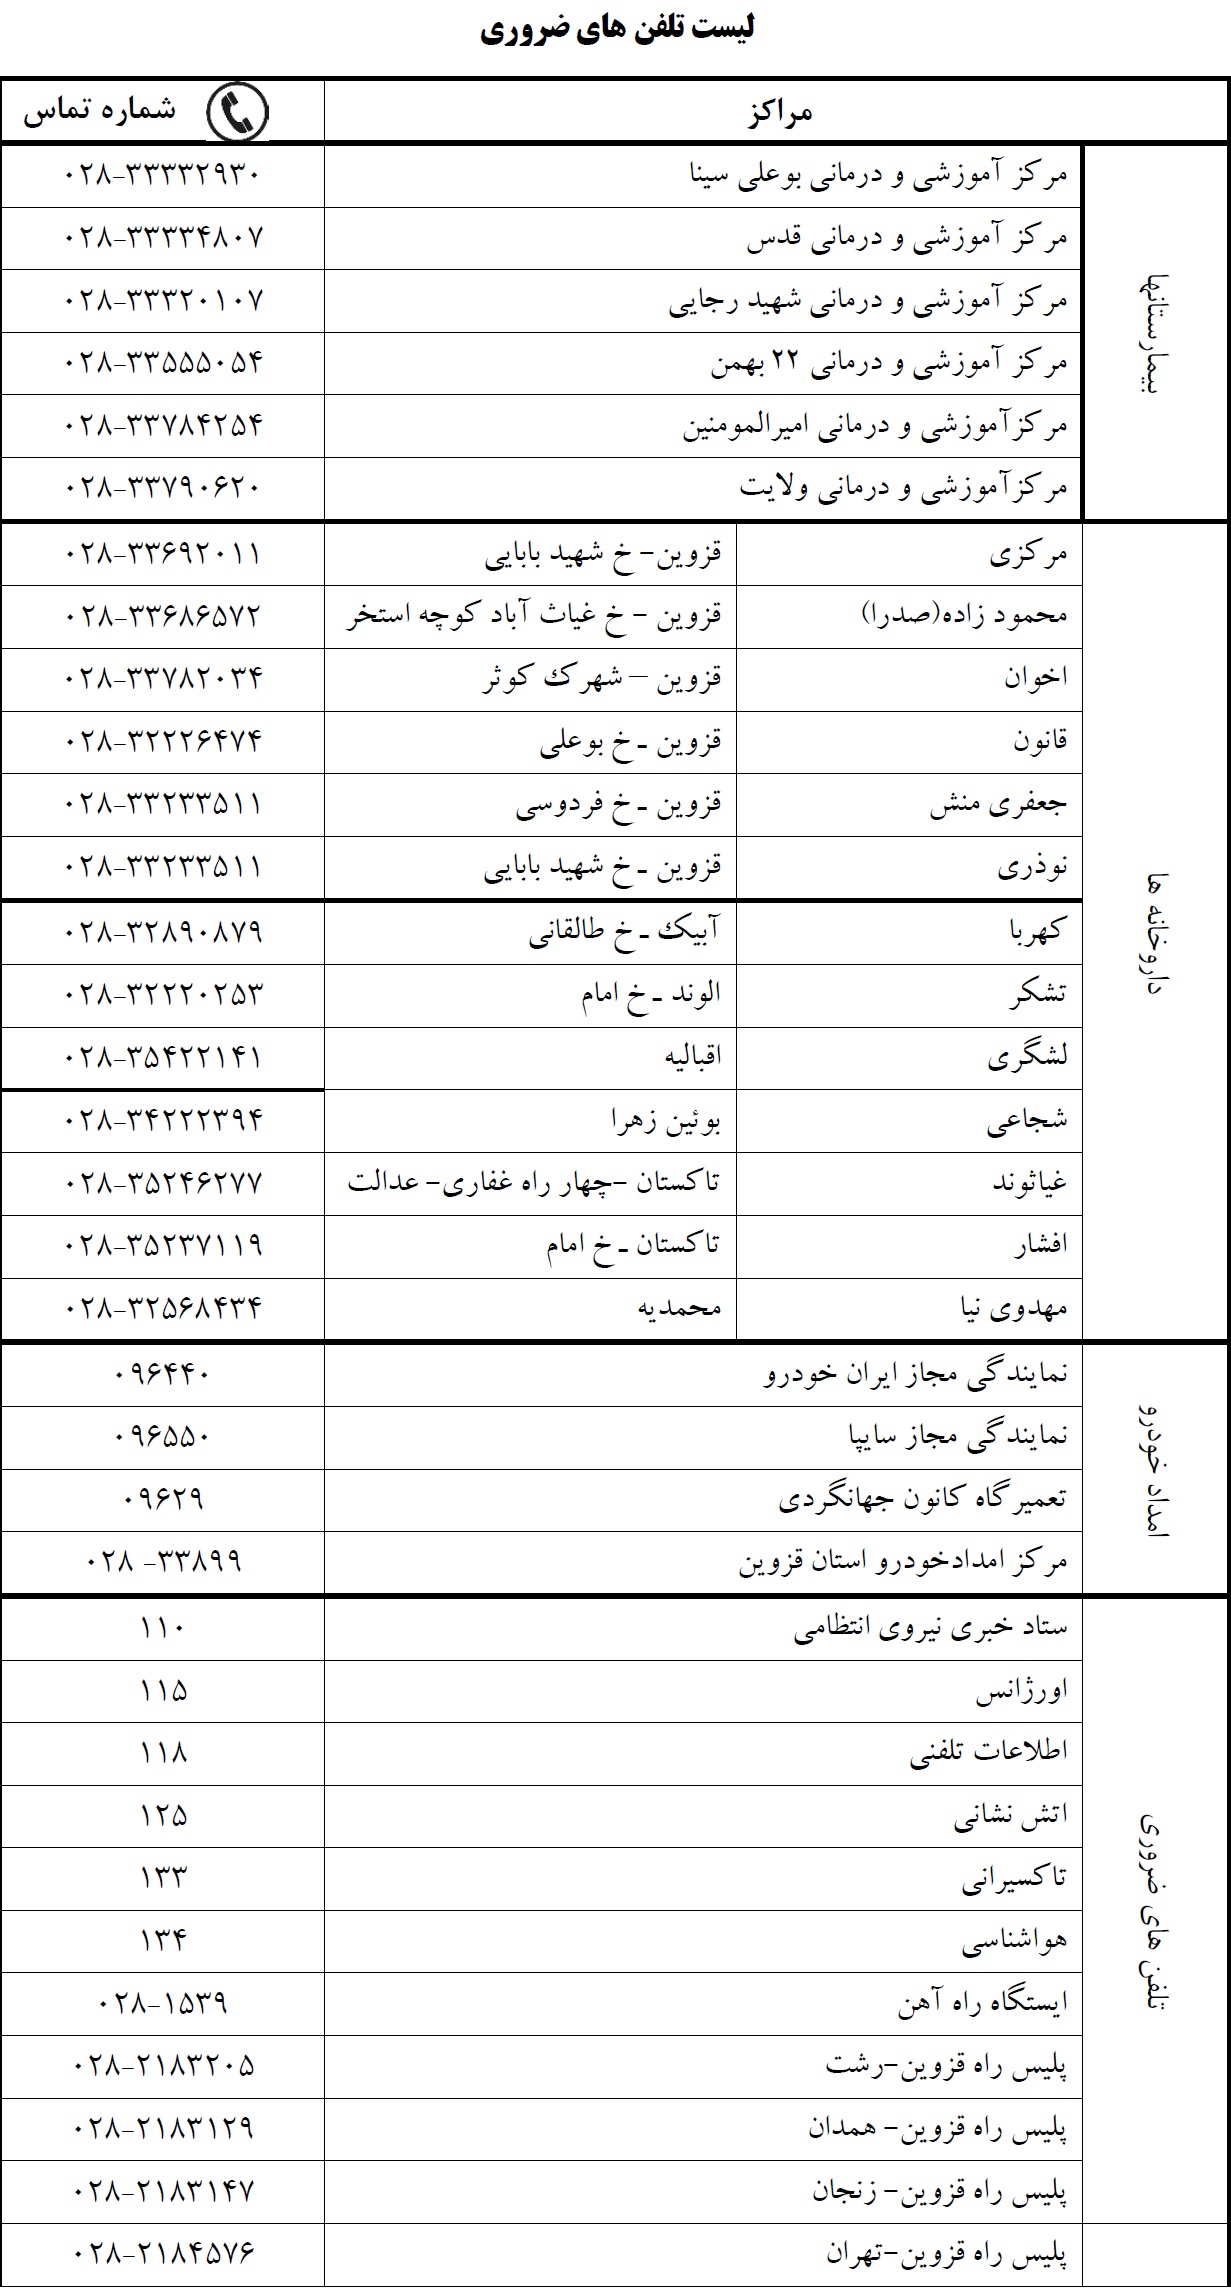 لیست تلفن های ضروری
مراکز شماره تماس
بیمارستانها
مرکز آموزشی و درمانی بوعلی سینا ۰۲۸-۳۳۳۳۲۹۳۰
مرکز آموزشی و درمانی قدس ۰۲۸-۳۳۳۳۴۸۰۷
مرکز آموزشی و درمانی شهید رجایی ۰۲۸-۳۳۳۲۰۱۰۷
مرکز آموزشی و درمانی ۲۲ بهمن ۰۲۸-۳۳۵۵۵۰۵۴
مرکزآموزشی و درمانی امیرالمومنین ۰۲۸-۳۳۷۸۴۲۵۴
مرکزآموزشی و درمانی ولایت ۰۲۸-۳۳۷۹۰۶۲۰
داروخانه ها
مرکزی قزوین- خ شهید بابایی ۰۲۸-۳۳۶۹۲۰۱۱
محمود زاده(صدرا) قزوین - خ غیاث آباد کوچه استخر ۰۲۸-۳۳۶۸۶۵۷۲
اخوان قزوین – شهرک کوثر ۰۲۸-۳۳۷۸۲۰۳۴
قانون قزوین ـ خ بوعلی ۰۲۸-۳۲۲۲۶۴۷۴
جعفری منش قزوین ـ خ فردوسی ۰۲۸-۳۳۲۳۳۵۱۱
نوذری قزوین ـ خ شهید بابایی ۰۲۸-۳۳۲۳۳۵۱۱
کهربا آبیک ـ خ طالقانی ۰۲۸-۳۲۸۹۰۸۷۹
تشکر الوند ـ خ امام ۰۲۸-۳۲۲۲۰۲۵۳
لشگری اقبالیه ۰۲۸-۳۵۴۲۲۱۴۱
شجاعی بوئین زهرا ۰۲۸-۳۴۲۲۲۳۹۴
غیاثوند تاکستان -چهار راه غفاری- عدالت ۰۲۸-۳۵۲۴۶۲۷۷
افشار تاکستان ـ خ امام ۰۲۸-۳۵۲۳۷۱۱۹
مهدوی نیا محمدیه ۰۲۸-۳۲۵۶۸۴۳۴
امداد خودرو
نمایندگی مجاز ایران خودرو ۰۹۶۴۴۰
نمایندگی مجاز سایپا ۰۹۶۵۵۰
تعمیرگاه کانون جهانگردی ۰۹۶۲۹
مرکز امدادخودرو استان قزوین ۰۲۸ -۳۳۸۹۹
تلفن های ضروری
ستاد خبری نیروی انتظامی ۱۱۰
اورژانس ۱۱۵
اطلاعات تلفنی ۱۱۸
اتش نشانی ۱۲۵
تاکسیرانی ۱۳۳
هواشناسی ۱۳۴
ایستگاه راه آهن ۰۲۸-۱۵۳۹
پلیس راه قزوین-رشت ۰۲۸-۲۱۸۳۲۰۵
پلیس راه قزوین- همدان ۰۲۸-۲۱۸۳۱۲۹
پلیس راه قزوین- زنجان ۰۲۸-۲۱۸۳۱۴۷
پلیس راه قزوین-تهران ۰۲۸-۲۱۸۴۵۷۶